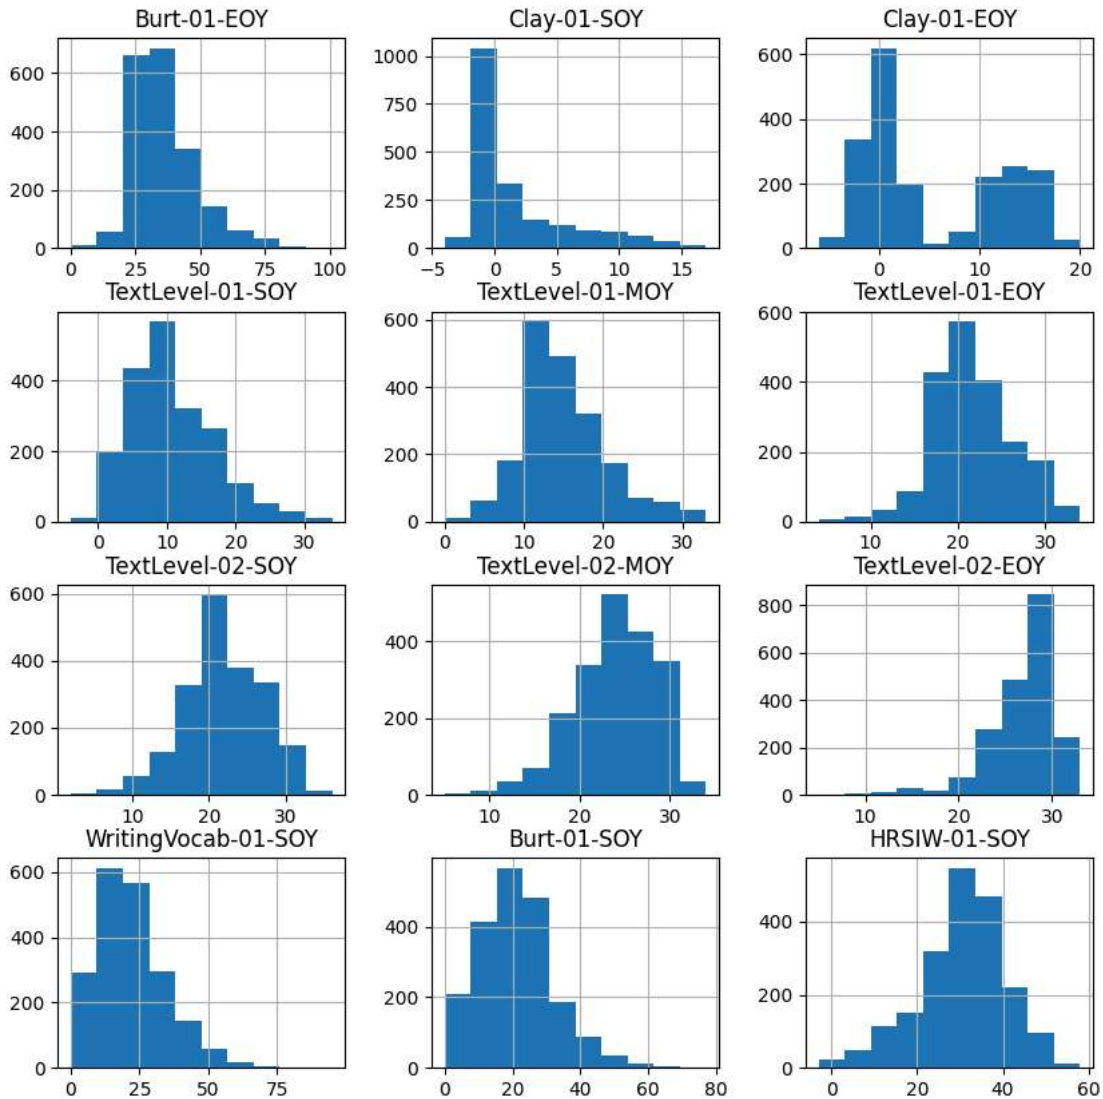 Burt-01-EOY Clay-01-SOY Clay-01-EOY
600 1000 600
400 750 400
200 500 200
0 250 0
0
0 25 50 75 100 −5 0 5 10 15 0 10 20
TextLevel-01-SOY TextLevel-01-MOY TextLevel-01-EOY
400 600 600
200 400 400
0 200 200
0 0
0 10 20 30 0 10 20 30 10 20 30
TextLevel-02-SOY TextLevel-02-MOY TextLevel-02-EOY
600 400 800
400 200 600
200 0 400
0 200
0
10 20 30 10 20 30 10 20 30
WritingVocab-01-SOY Burt-01-SOY HRSIW-01-SOY
600 400 400
400 200 200
200 0 0
0
0 25 50 75 0 20 40 60 80 0 20 40 60